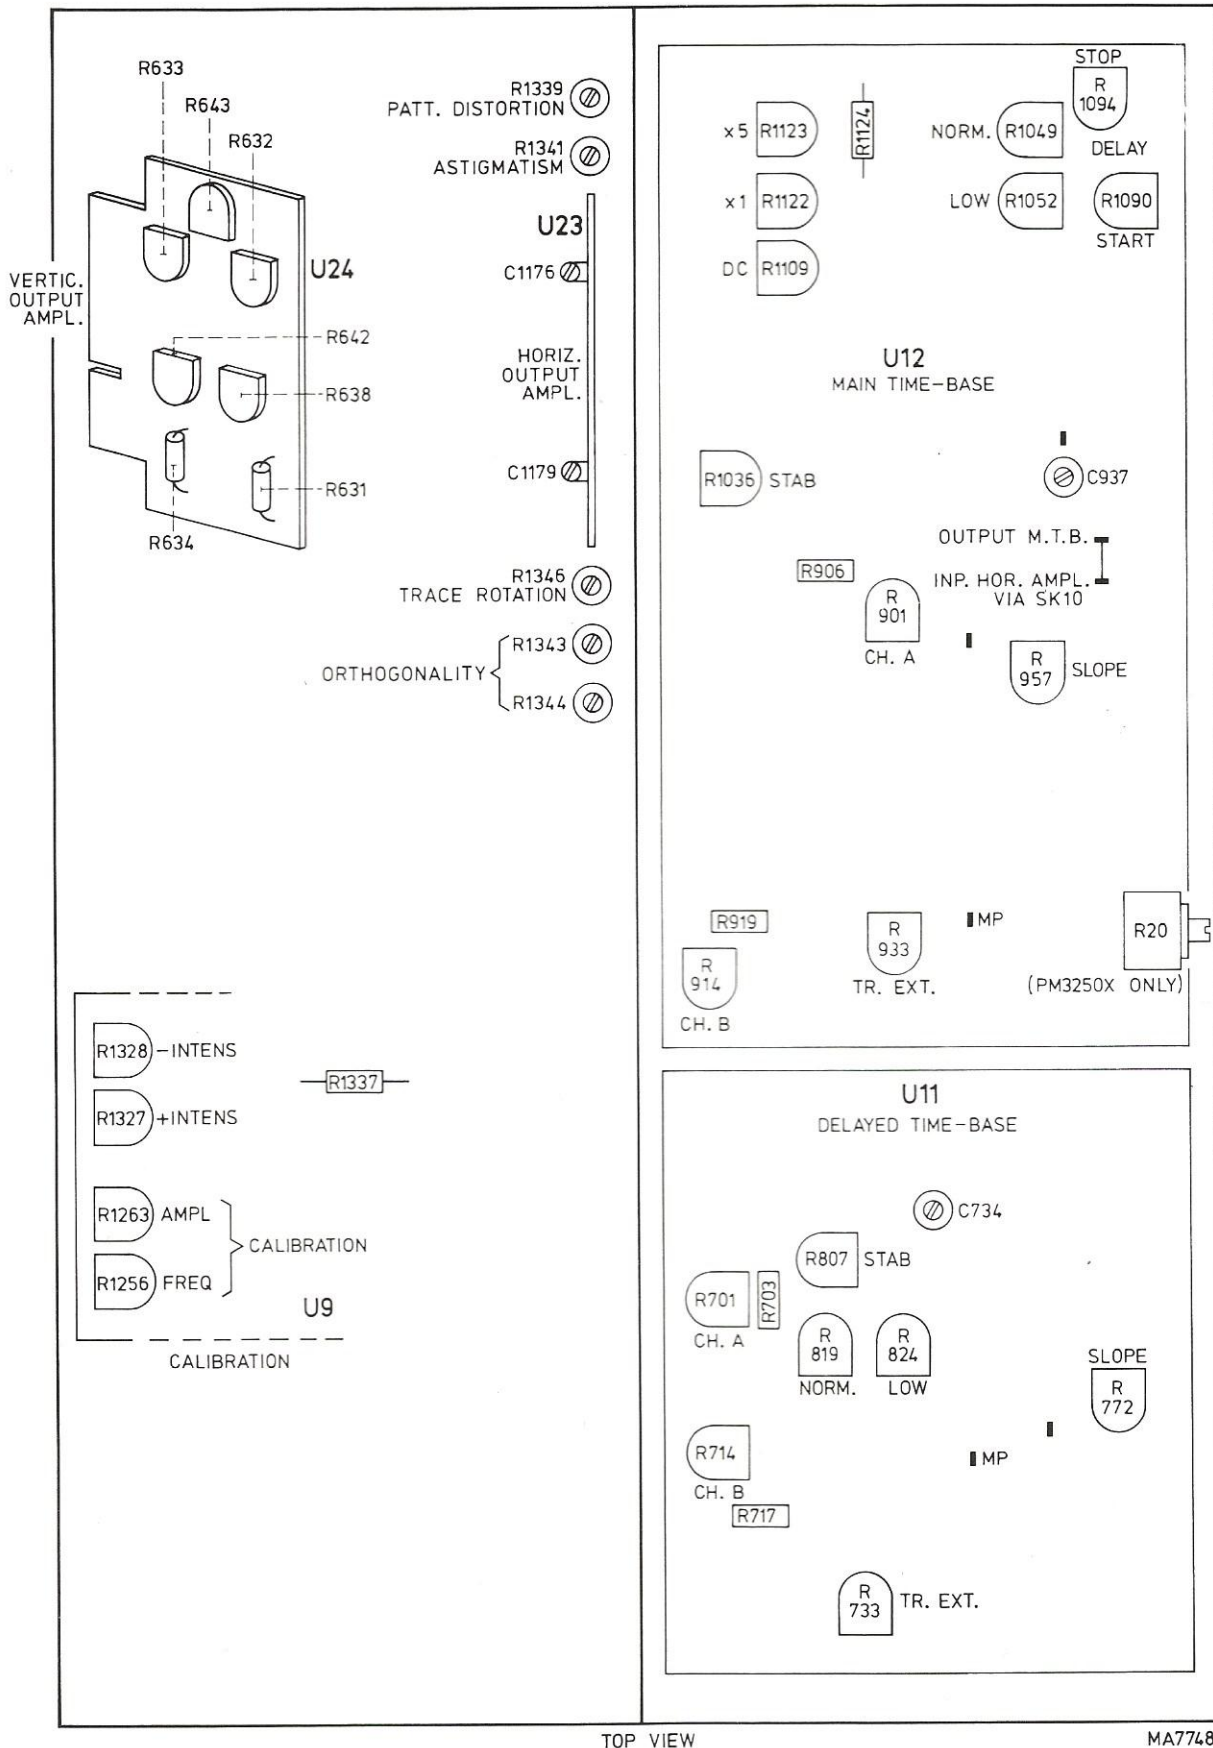 R633
R643
R632
U24
VERTIC.
OUTPUT
AMPL.
R642
R638
R631
R634
R1339
PATT. DISTORTION
R1341
ASTIGMATISM
U23
C1176
HORIZ.
OUTPUT
AMPL.
C1179
R1346
TRACE ROTATION
R1343
ORTHOGONALITY
R1344
R1328 -INTENS
R1327 +INTENS
R1337
R1263 AMPL
CALIBRATION
R1256 FREQ
U9
CALIBRATION
STOP
R
1094
DELAY
x5 R1123
R1124
NORM. R1049
x1 R1122
LOW R1052
R1090
START
DC R1109
U12
MAIN TIME-BASE
R1036 STAB
C937
OUTPUT M.T.B.
INP. HOR. AMPL.
VIA SK10
R906
R
901
CH. A
R
957
SLOPE
R919
R
914
CH. B
R
933
TR. EXT.
MP
R20
(PM3250X ONLY)
U11
DELAYED TIME-BASE
C734
R807 STAB
R701
CH. A
R703
R
819
NORM.
R
824
LOW
SLOPE
R
772
R714
CH. B
MP
R717
R
733
TR. EXT.
TOP VIEW
MA7748